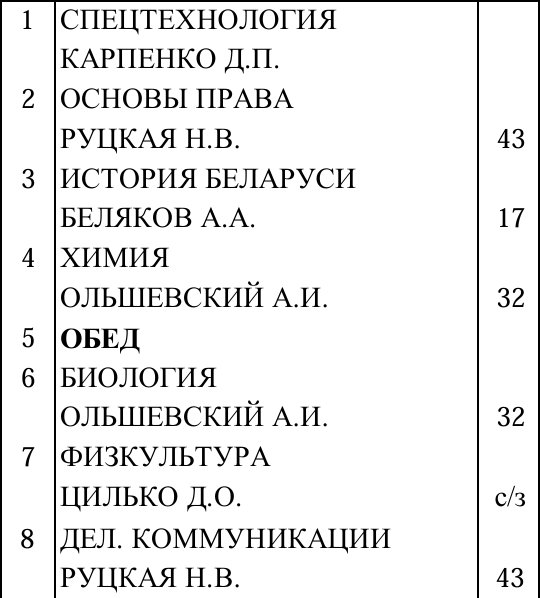 1 СПЕЦТЕХНОЛОГИЯ
КАРПЕНКО Д.П.
2 ОСНОВЫ ПРАВА
РУЦКАЯ Н.В. 43
3 ИСТОРИЯ БЕЛАРУСИ
БЕЛЯКОВ А.А. 17
4 ХИМИЯ
ОЛЬШЕВСКИЙ А.И. 32
5 ОБЕД
6 БИОЛОГИЯ
ОЛЬШЕВСКИЙ А.И. 32
7 ФИЗКУЛЬТУРА
ЦИЛЬКО Д.О. с/з
8 ДЕЛ. КОММУНИКАЦИИ
РУЦКАЯ Н.В. 43